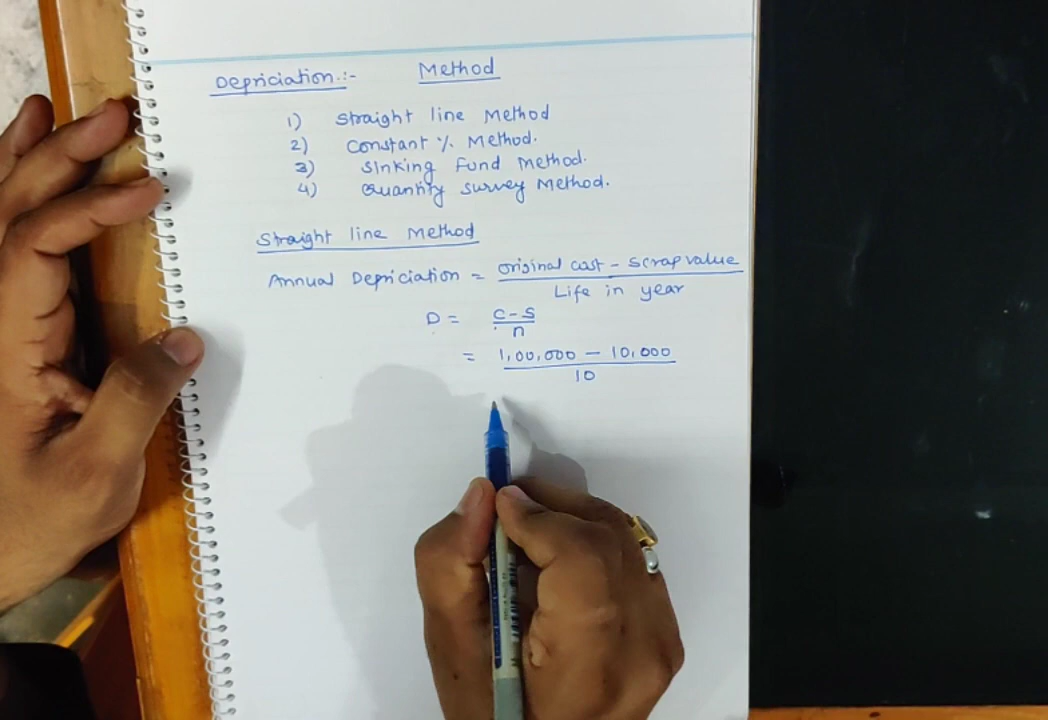 Depriciation :- Method
1) Straight line Method
2) Constant % Method.
3) Sinking Fund Method.
4) Quantity Survey Method.
Straight line Method
Annual Depriciation = Original cost - Scrap value
Life in year
D = C - S
n
= 1,00,000 - 10,000
10